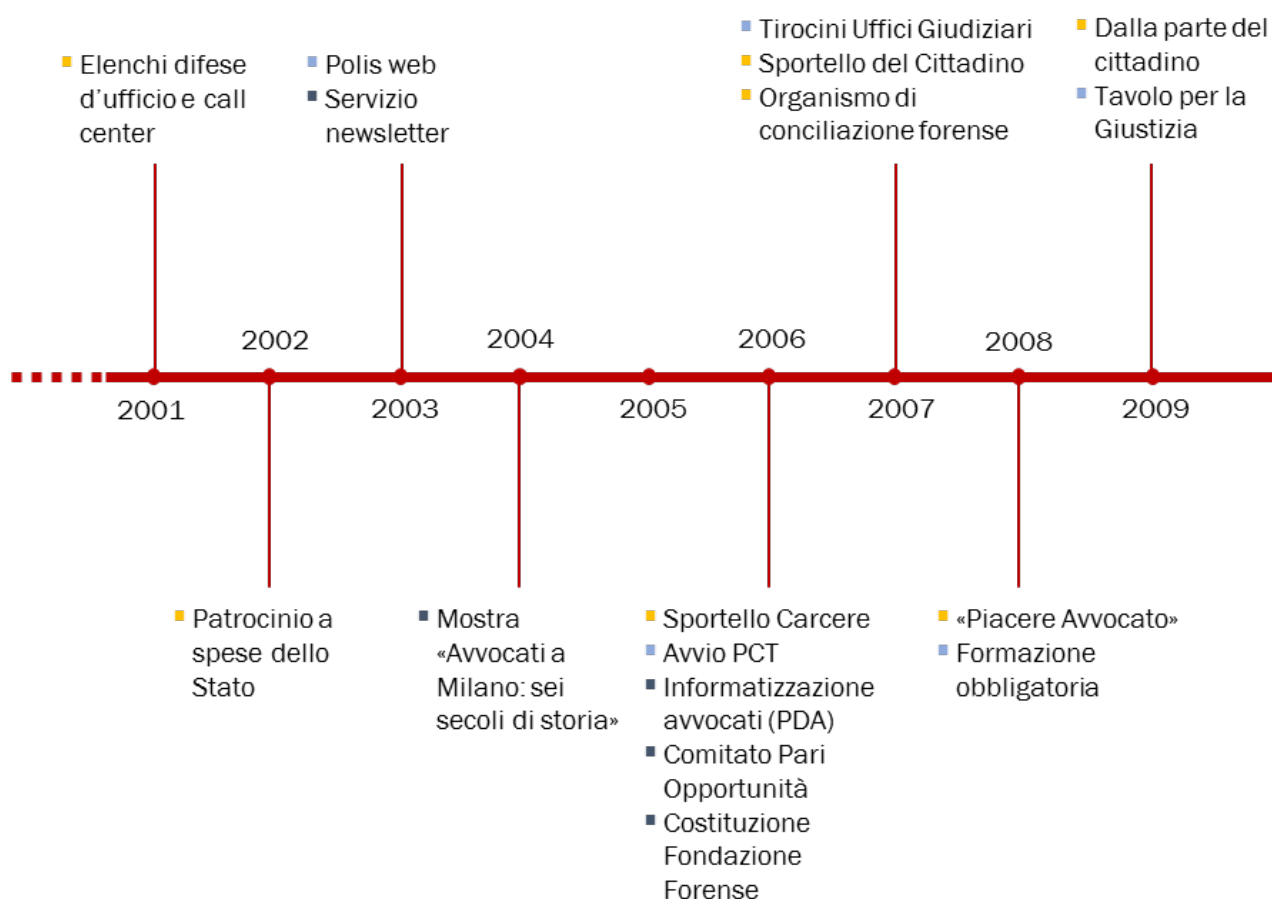 Elenchi difese
d'ufficio e call
center
Polis web
Servizio
newsletter
Tirocini Uffici Giudiziari
Sportello del Cittadino
Organismo di
conciliazione forense
Dalla parte del
cittadino
Tavolo per la
Giustizia
2002
2004
2006
2008
2001
2003
2005
2007
2009
Patrocinio a
spese dello
Stato
Mostra
«Avvocati a
Milano: sei
secoli di storia»
Sportello Carcere
Avvio PCT
Informatizzazione
avvocati (PDA)
Comitato Pari
Opportunità
Costituzione
Fondazione
Forense
«Piacere Avvocato»
Formazione
obbligatoria